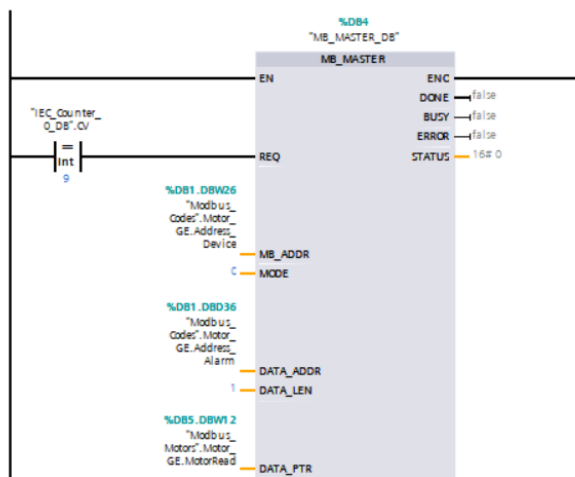 %DB4
"MB_MASTER_DB"
MB_MASTER
EN ENO
DONE false
"IEC_Counter_
0_DB".CV
BUSY false
ERROR false
==
Int
9
REQ STATUS 16#0
%DB1.DBW26
"Modbus_
Codes".Motor_
GE.Address_
Device
MB_ADDR
0 MODE
%DB1.DBD36
"Modbus_
Codes".Motor_
GE.Address_
Alarm
DATA_ADDR
1 DATA_LEN
%DB5.DBW12
"Modbus_
Motors".Motor_
GE.MotorRead
DATA_PTR